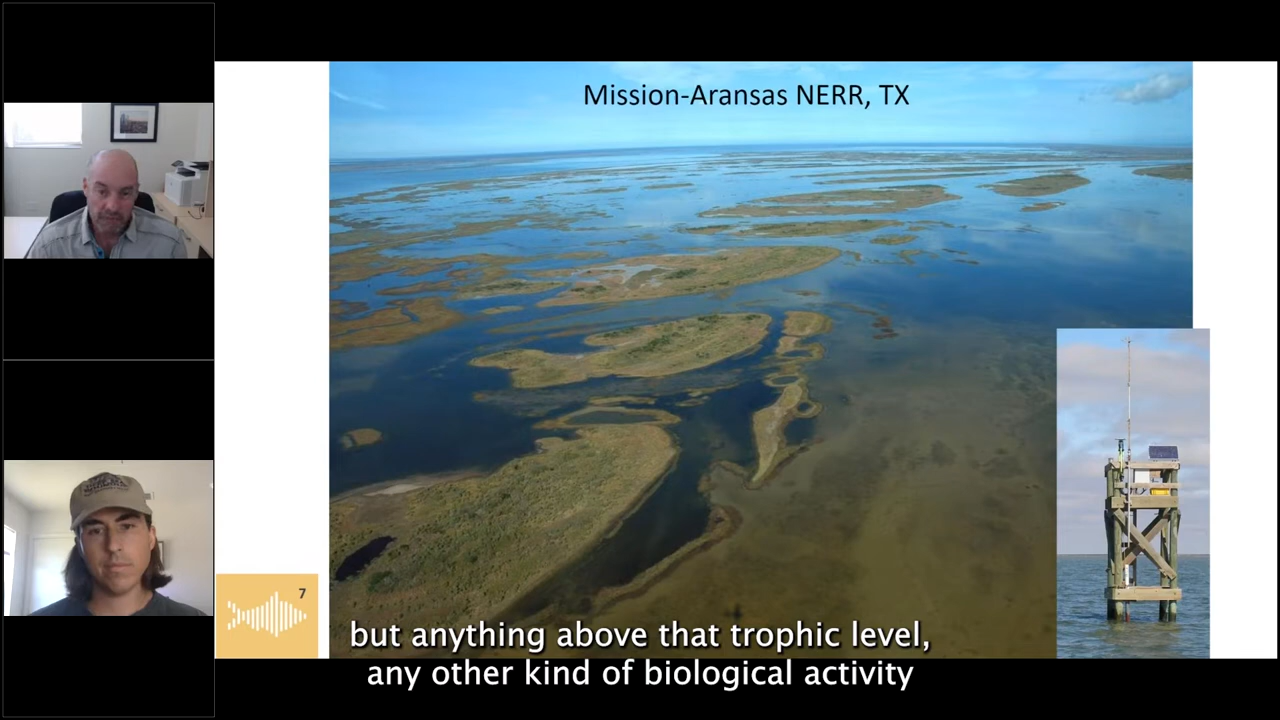 Mission-Aransas NERR, TX
7
but anything above that trophic level,
any other kind of biological activity